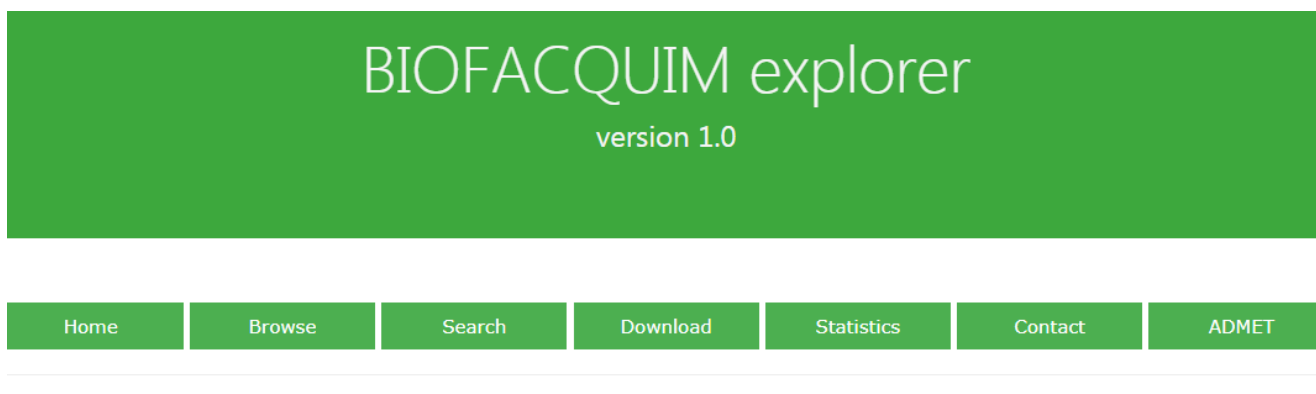 BIOFACQUIM explorer
version 1.0
Home Browse Search Download Statistics Contact ADMET